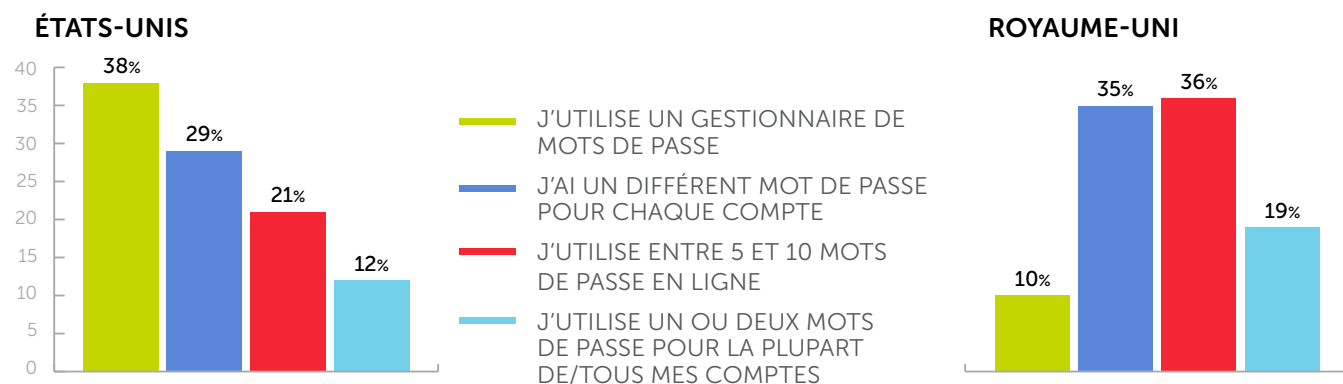 ÉTATS-UNIS
40
35
30
25
20
15
10
5
0
38%
29%
21%
12%
J'UTILISE UN GESTIONNAIRE DE
MOTS DE PASSE
J'AI UN DIFFÉRENT MOT DE PASSE
POUR CHAQUE COMPTE
J'UTILISE ENTRE 5 ET 10 MOTS
DE PASSE EN LIGNE
J'UTILISE UN OU DEUX MOTS
DE PASSE POUR LA PLUPART
DE/TOUS MES COMPTES
ROYAUME-UNI
10%
35%
36%
19%